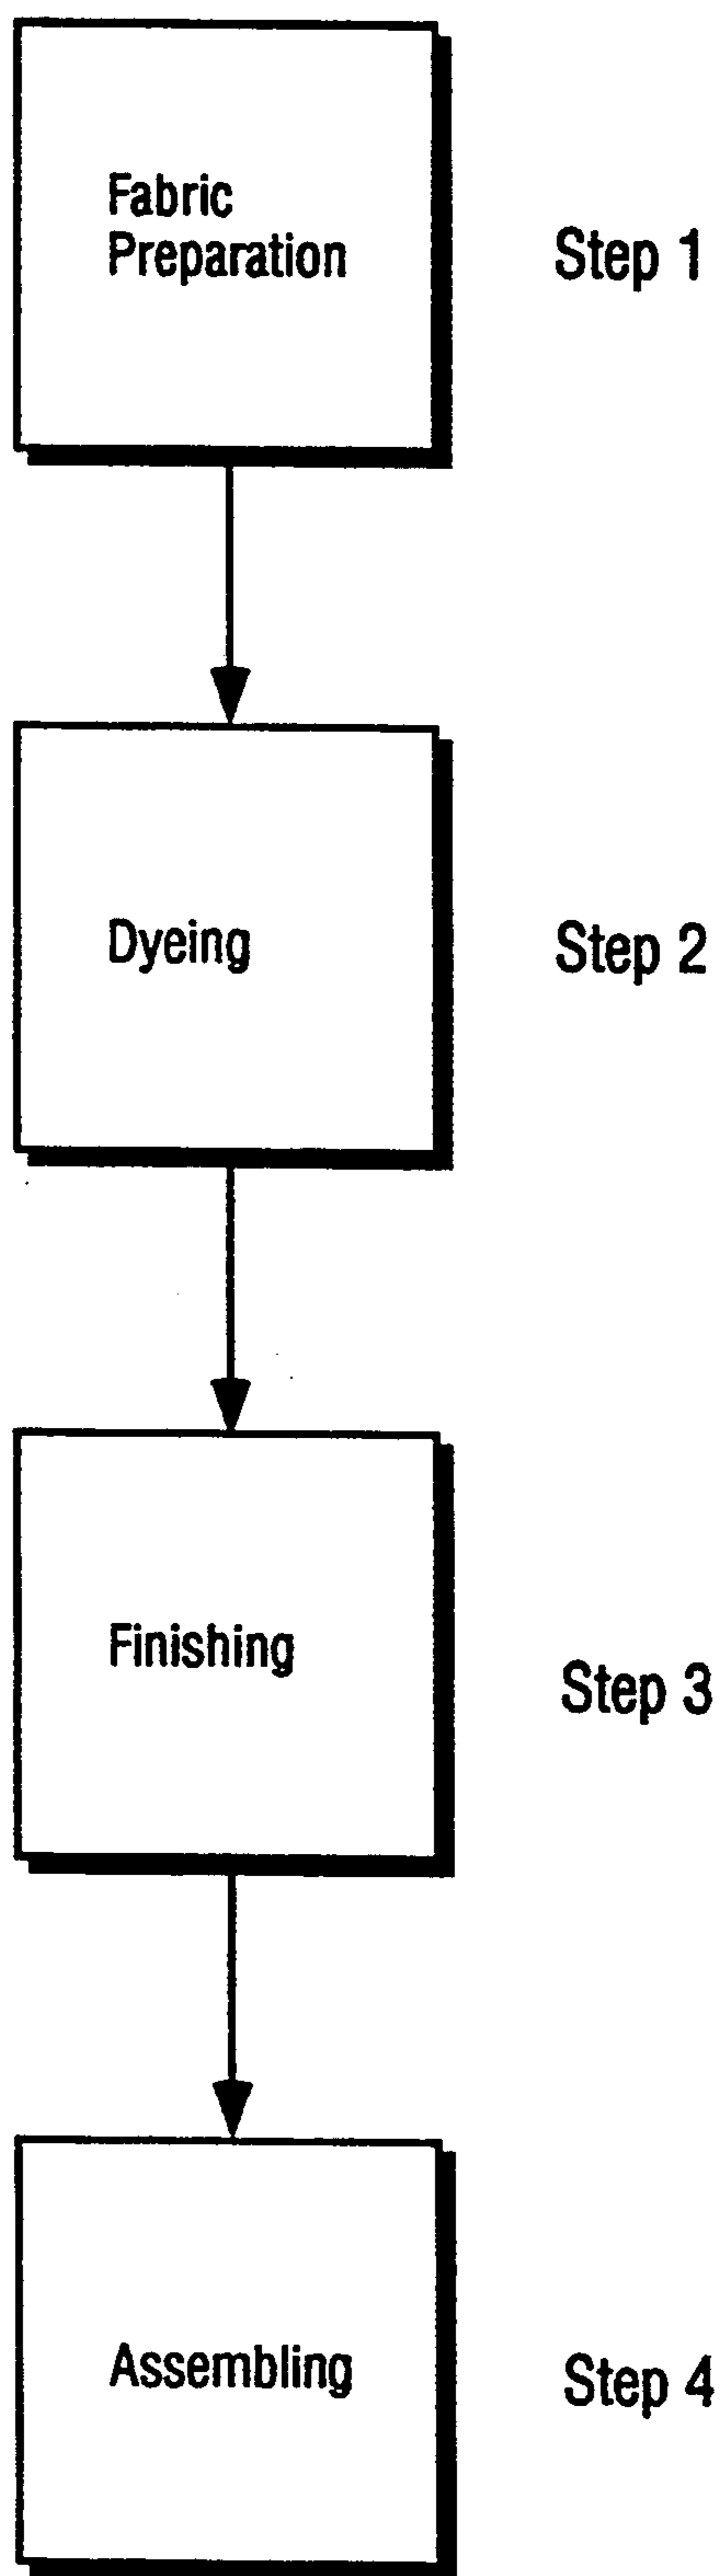 Fabric
Preparation
Step 1
Dyeing
Step 2
Finishing
Step 3
Assembling
Step 4